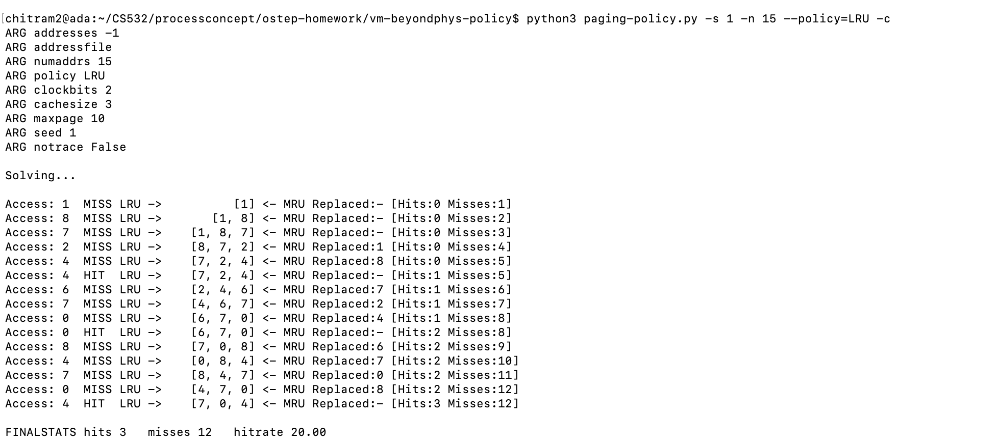 [chitram2@ada:~/CS532/processconcept/ostep-homework/vm-beyondphys-policy$ python3 paging-policy.py -s 1 -n 15 --policy=LRU -c
ARG addresses -1
ARG addressfile
ARG numaddrs 15
ARG policy LRU
ARG clockbits 2
ARG cachesize 3
ARG maxpage 10
ARG seed 1
ARG notrace False
Solving...
Access: 1  MISS LRU ->          [1] <- MRU Replaced:- [Hits:0 Misses:1]
Access: 8  MISS LRU ->       [1, 8] <- MRU Replaced:- [Hits:0 Misses:2]
Access: 7  MISS LRU ->    [1, 8, 7] <- MRU Replaced:- [Hits:0 Misses:3]
Access: 2  MISS LRU ->    [8, 7, 2] <- MRU Replaced:1 [Hits:0 Misses:4]
Access: 4  MISS LRU ->    [7, 2, 4] <- MRU Replaced:8 [Hits:0 Misses:5]
Access: 4  HIT  LRU ->    [7, 2, 4] <- MRU Replaced:- [Hits:1 Misses:5]
Access: 6  MISS LRU ->    [2, 4, 6] <- MRU Replaced:7 [Hits:1 Misses:6]
Access: 7  MISS LRU ->    [4, 6, 7] <- MRU Replaced:2 [Hits:1 Misses:7]
Access: 0  MISS LRU ->    [6, 7, 0] <- MRU Replaced:4 [Hits:1 Misses:8]
Access: 0  HIT  LRU ->    [6, 7, 0] <- MRU Replaced:- [Hits:2 Misses:8]
Access: 8  MISS LRU ->    [7, 0, 8] <- MRU Replaced:6 [Hits:2 Misses:9]
Access: 4  MISS LRU ->    [0, 8, 4] <- MRU Replaced:7 [Hits:2 Misses:10]
Access: 7  MISS LRU ->    [8, 4, 7] <- MRU Replaced:0 [Hits:2 Misses:11]
Access: 0  MISS LRU ->    [4, 7, 0] <- MRU Replaced:8 [Hits:2 Misses:12]
Access: 4  HIT  LRU ->    [7, 0, 4] <- MRU Replaced:- [Hits:3 Misses:12]
FINALSTATS hits 3   misses 12   hitrate 20.00